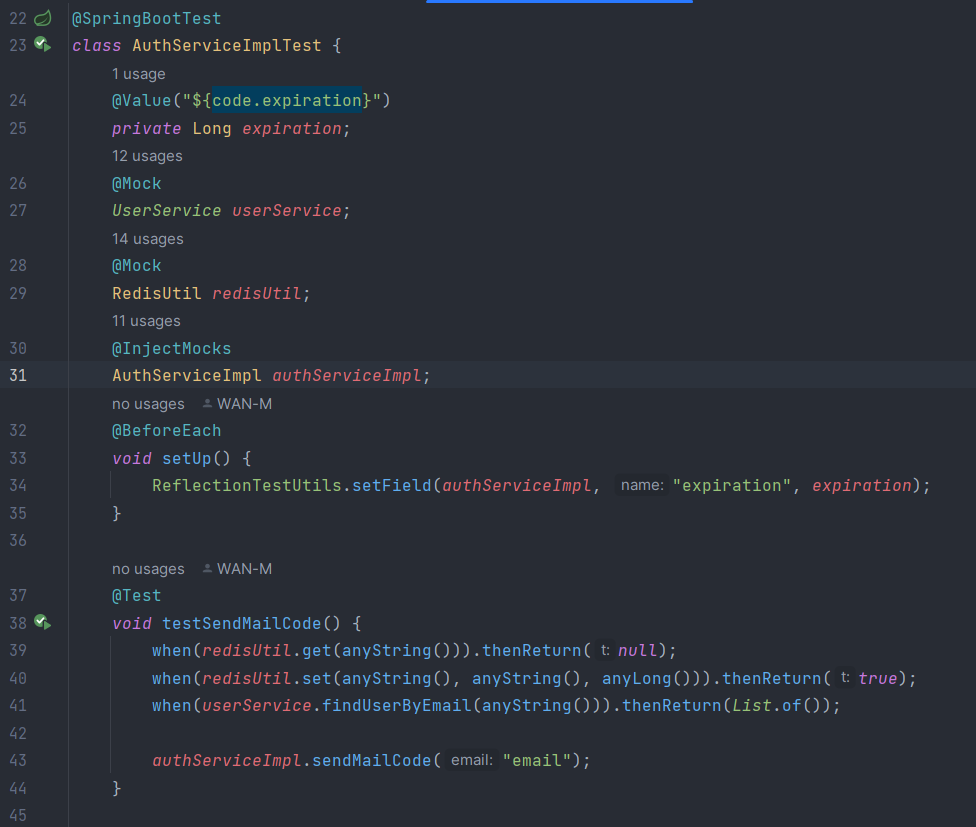 22 @SpringBootTest
23 class AuthServiceImplTest {
1 usage
24 @Value("${code.expiration}")
25 private Long expiration;
12 usages
26 @Mock
27 UserService userService;
14 usages
28 @Mock
29 RedisUtil redisUtil;
11 usages
30 @InjectMocks
31 AuthServiceImpl authServiceImpl;
no usages WAN-M
32 @BeforeEach
33 void setUp() {
34 ReflectionTestUtils.setField(authServiceImpl, name: "expiration", expiration);
35 }
36
no usages WAN-M
37 @Test
38 void testSendMailCode() {
39 when(redisUtil.get(anyString())).thenReturn( t: null);
40 when(redisUtil.set(anyString(), anyString(), anyLong())).thenReturn( t: true);
41 when(userService.findUserByEmail(anyString())).thenReturn(List.of());
42
43 authServiceImpl.sendMailCode( email: "email");
44 }
45